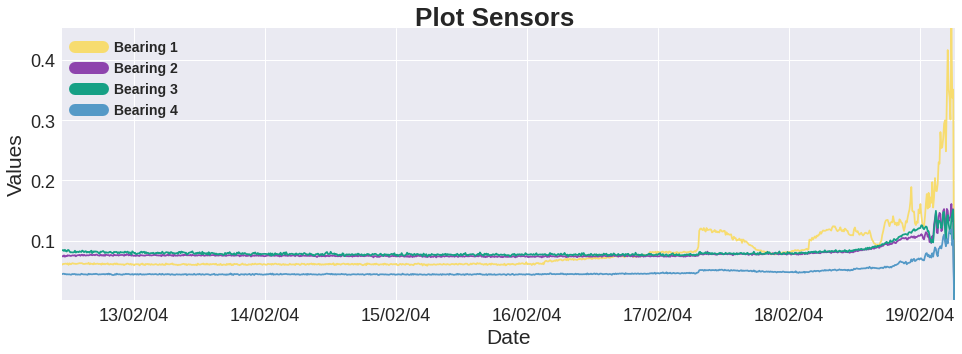 Plot Sensors
Bearing 1
Bearing 2
Bearing 3
Bearing 4
Values
0.4
0.3
0.2
0.1
13/02/04 14/02/04 15/02/04 16/02/04 17/02/04 18/02/04 19/02/04
Date